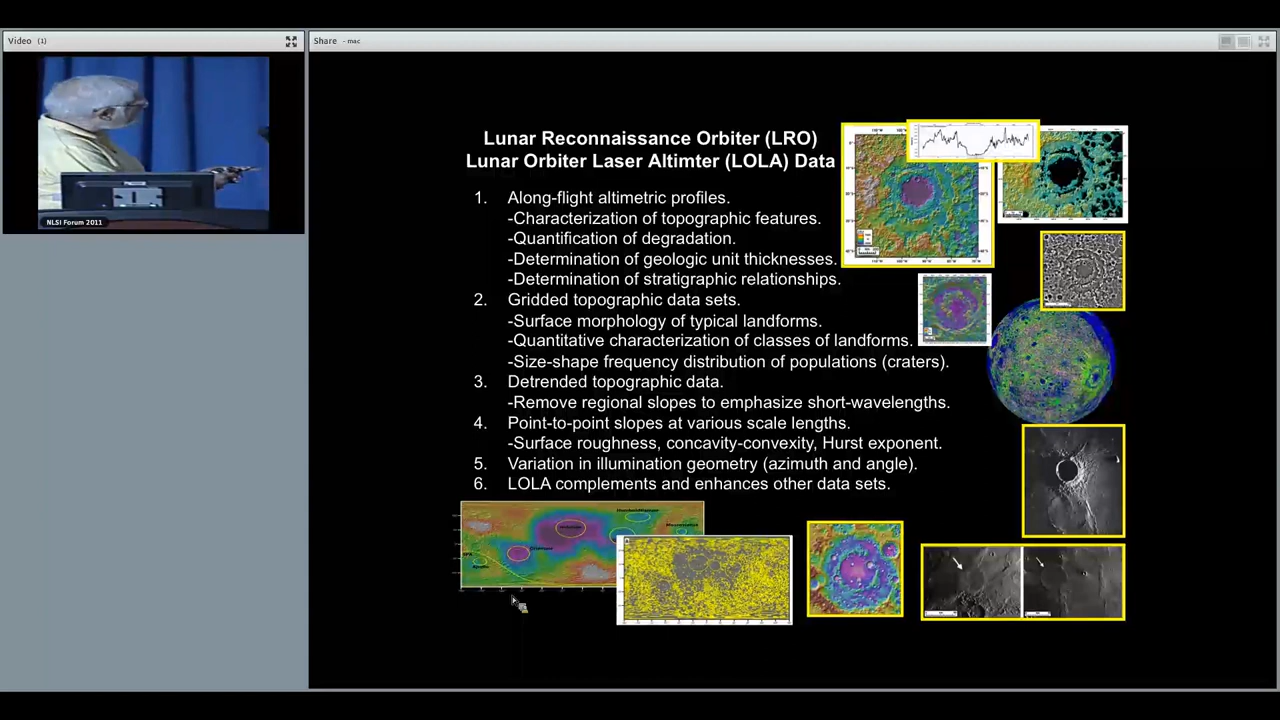 Video (1)
Share - mac
NLSI Forum 2011
Lunar Reconnaissance Orbiter (LRO)
Lunar Orbiter Laser Altimter (LOLA) Data
1. Along-flight altimetric profiles.
-Characterization of topographic features.
-Quantification of degradation.
-Determination of geologic unit thicknesses.
-Determination of stratigraphic relationships.
2. Gridded topographic data sets.
-Surface morphology of typical landforms.
-Quantitative characterization of classes of landforms.
-Size-shape frequency distribution of populations (craters).
3. Detrended topographic data.
-Remove regional slopes to emphasize short-wavelengths.
4. Point-to-point slopes at various scale lengths.
-Surface roughness, concavity-convexity, Hurst exponent.
5. Variation in illumination geometry (azimuth and angle).
6. LOLA complements and enhances other data sets.